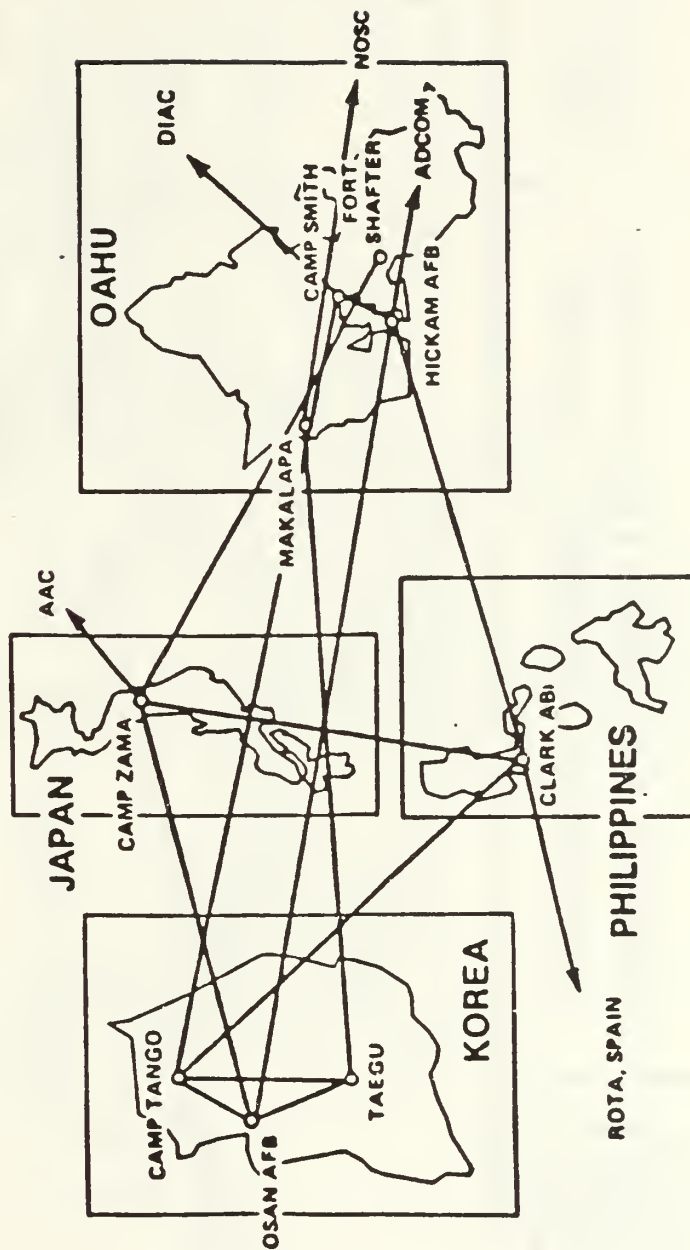 OAHU
DIAC
CAMP SMITH
FORT
SHAFTER
NOSC
ADCOM
HICKAM AFB
MAKALAPA
AAC
JAPAN
CAMP ZAMA
CLARK AB
PHILIPPINES
KOREA
CAMP TANGO
OSAN AFB
TAEGU
ROTA, SPAIN